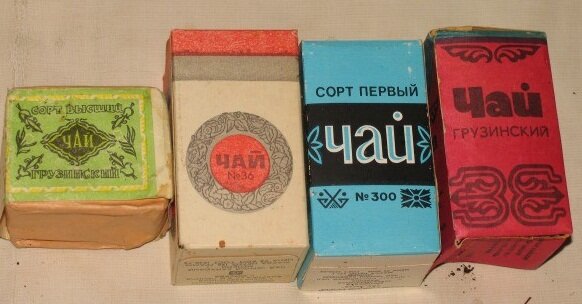 СОРТ ВЫСШИЙ
ЧАЙ
ГРУЗИНСКИЙ
ЧАЙ
№36
СОРТ ПЕРВЫЙ
чай
№300
Чай
ГРУЗИНСКИЙ